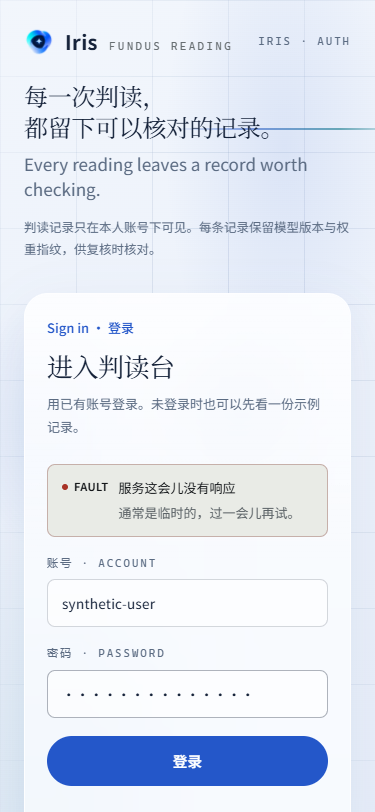 Iris FUNDUS READING
IRIS · AUTH
每一次判读，
都留下可以核对的记录。
Every reading leaves a record worth
checking.
判读记录只在本人账号下可见。每条记录保留模型版本与权
重指纹，供复核时核对。
Sign in · 登录
进入判读台
用已有账号登录。未登录时也可以先看一份示例
记录。
FAULT 服务这会儿没有响应
通常是临时的，过一会儿再试。
账号 · ACCOUNT
synthetic-user
密码 · PASSWORD
登录